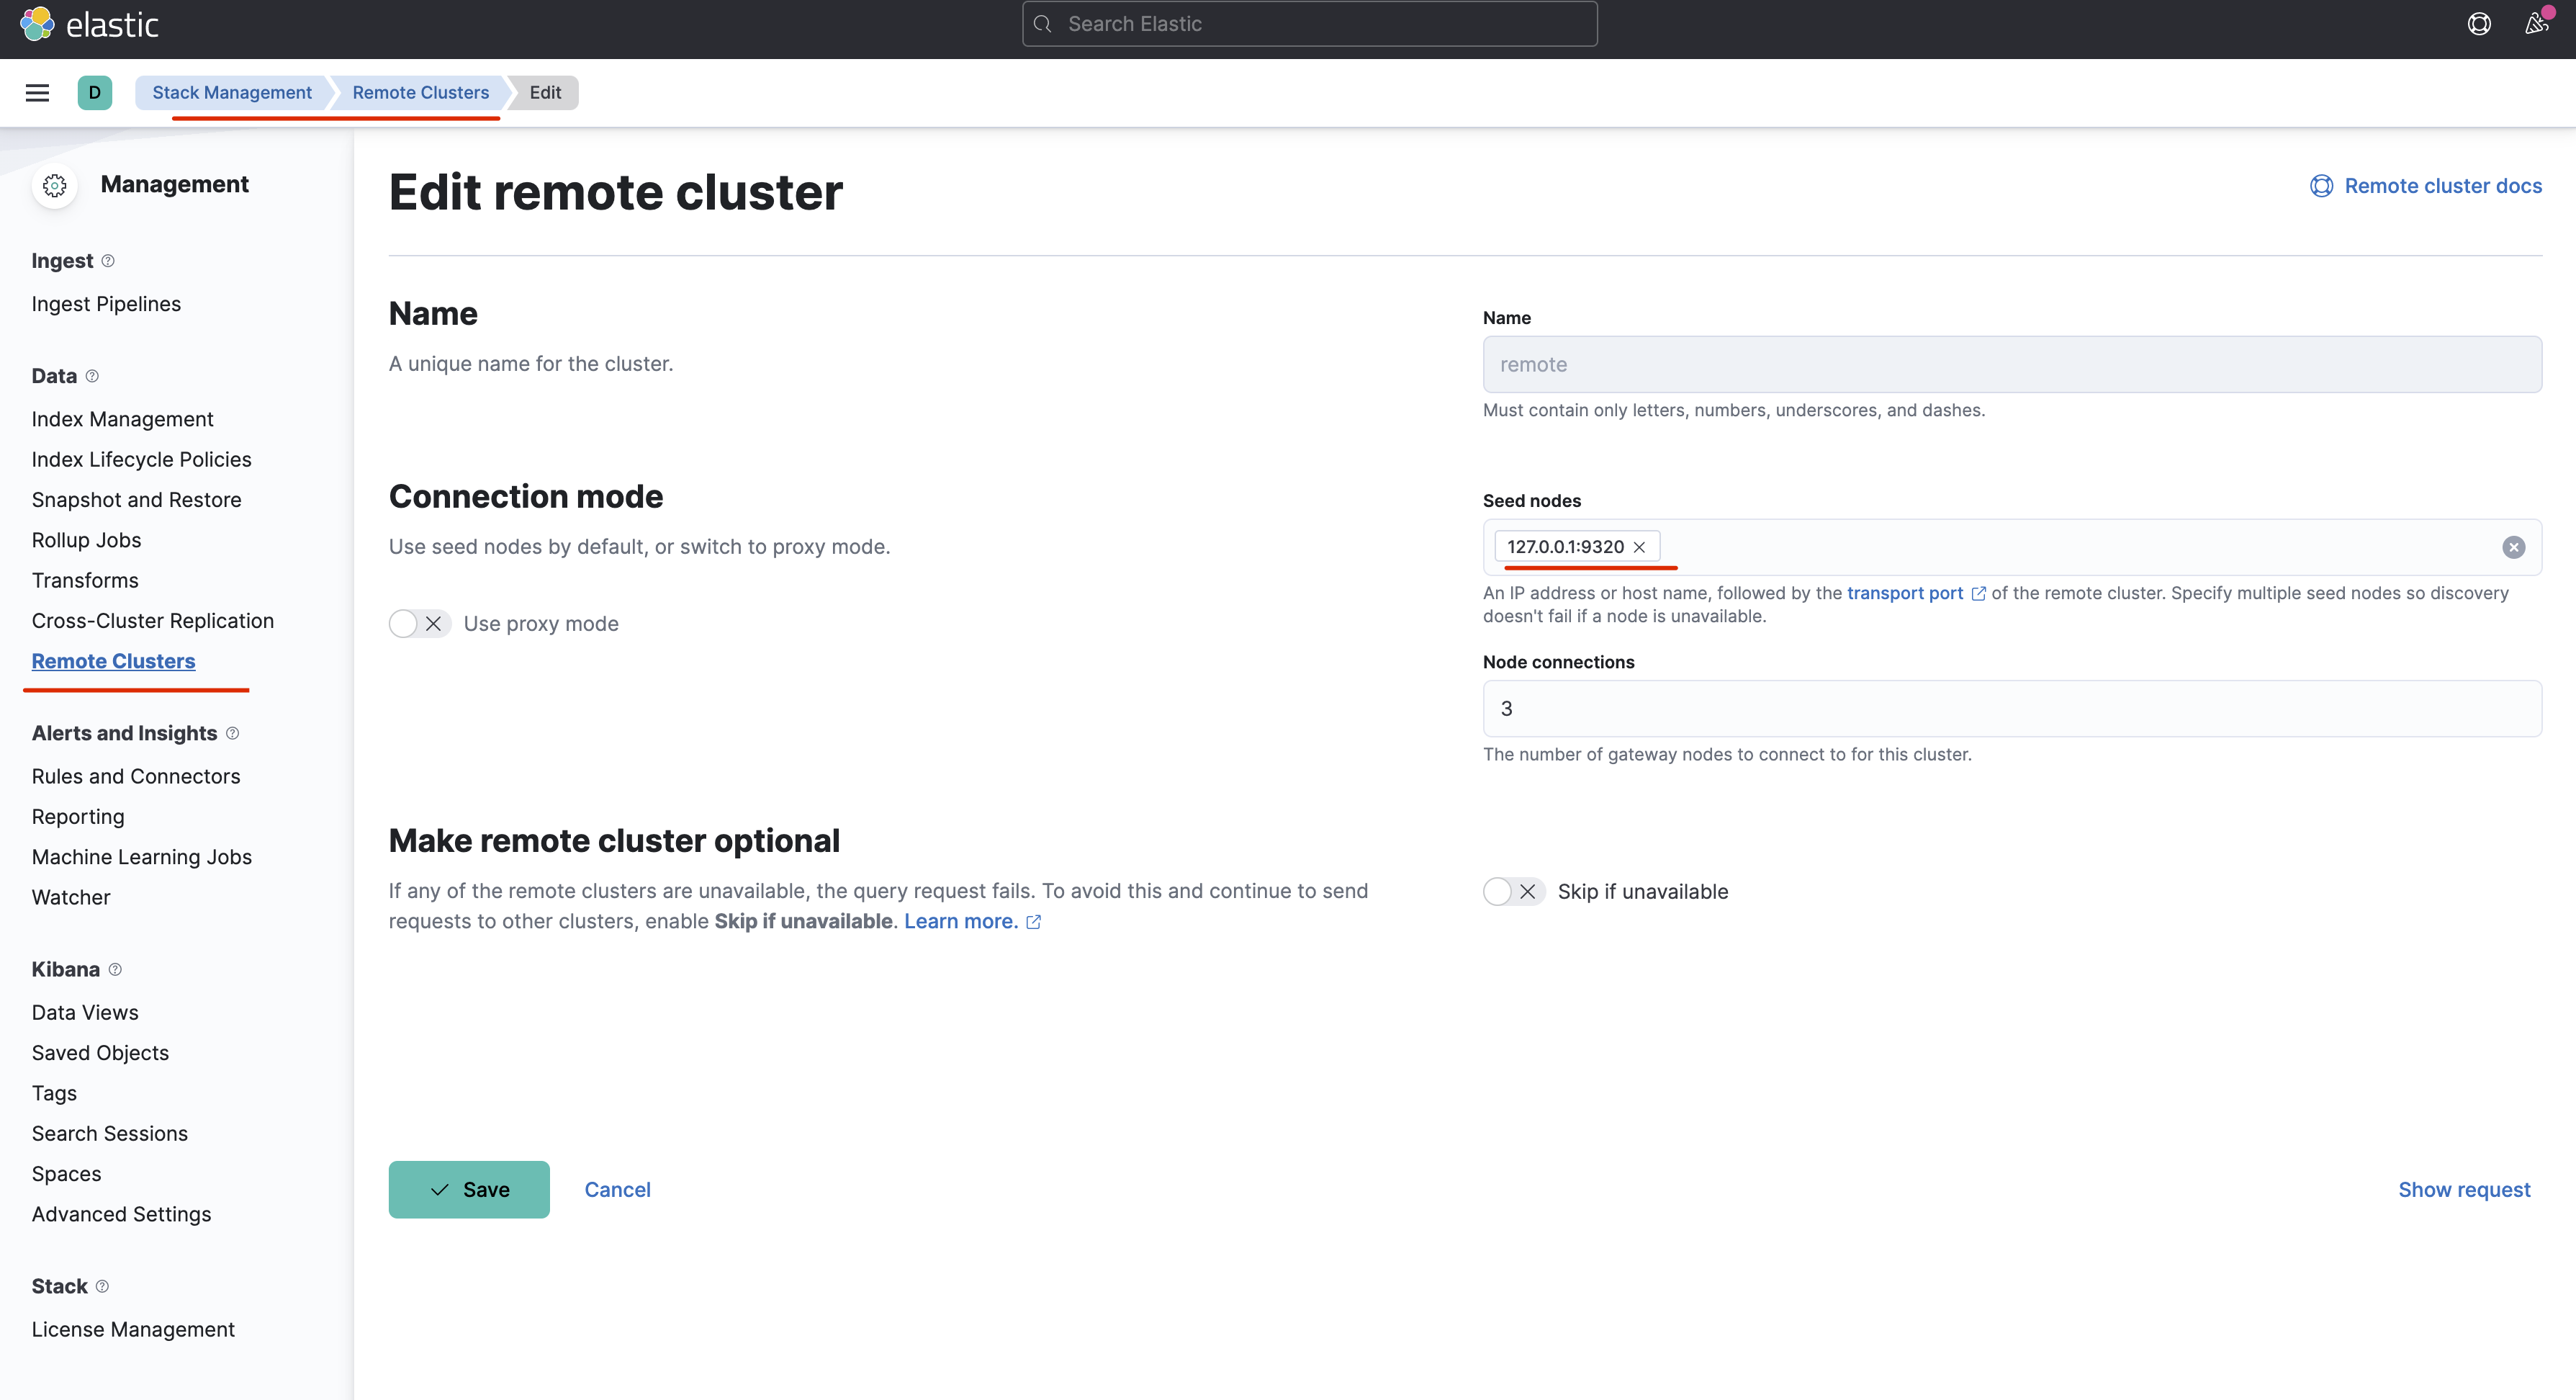 elastic
Search Elastic
D
Stack Management
Remote Clusters
Edit
Management
Ingest
Ingest Pipelines
Data
Index Management
Index Lifecycle Policies
Snapshot and Restore
Rollup Jobs
Transforms
Cross-Cluster Replication
Remote Clusters
Alerts and Insights
Rules and Connectors
Reporting
Machine Learning Jobs
Watcher
Kibana
Data Views
Saved Objects
Tags
Search Sessions
Spaces
Advanced Settings
Stack
License Management
Edit remote cluster
Remote cluster docs
Name
A unique name for the cluster.
Name
remote
Must contain only letters, numbers, underscores, and dashes.
Connection mode
Use seed nodes by default, or switch to proxy mode.
Use proxy mode
Seed nodes
127.0.0.1:9320
An IP address or host name, followed by the transport port of the remote cluster. Specify multiple seed nodes so discovery
doesn't fail if a node is unavailable.
Node connections
3
The number of gateway nodes to connect to for this cluster.
Make remote cluster optional
If any of the remote clusters are unavailable, the query request fails. To avoid this and continue to send
requests to other clusters, enable Skip if unavailable. Learn more.
Skip if unavailable
Save
Cancel
Show request